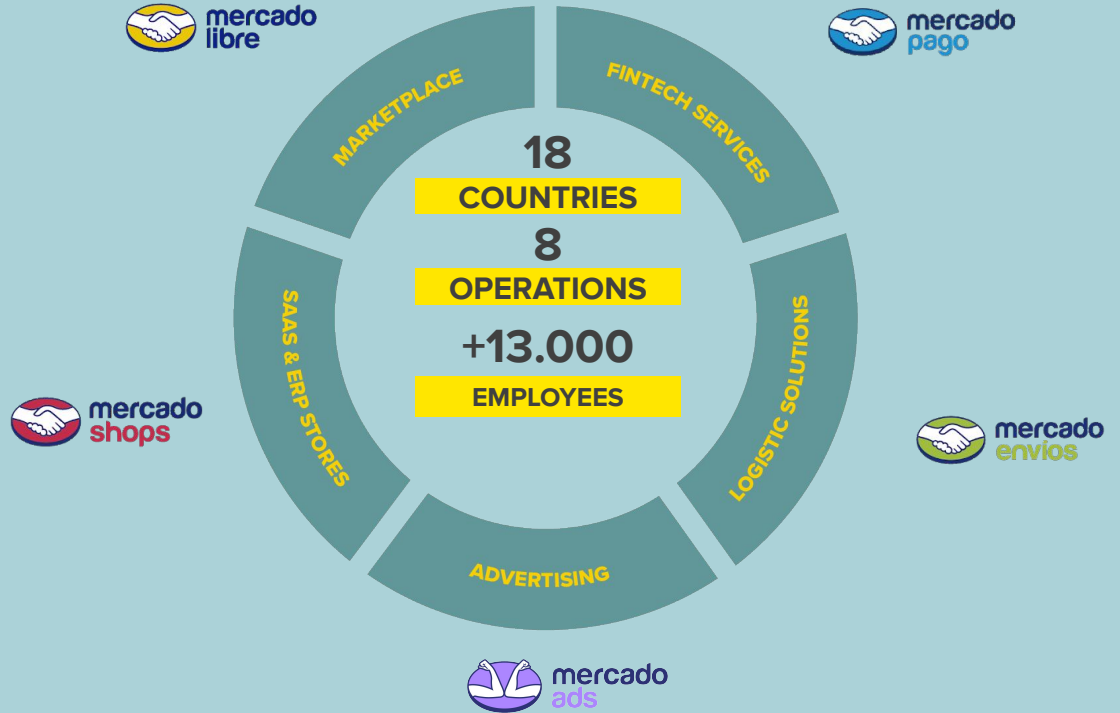 mercado
libre
mercado
pago
MARKETPLACE
FINTECH SERVICES
18
COUNTRIES
8
OPERATIONS
+13.000
EMPLOYEES
SAAS & ERP STORES
LOGISTIC SOLUTIONS
mercado
shops
mercado
envios
ADVERTISING
mercado
ads